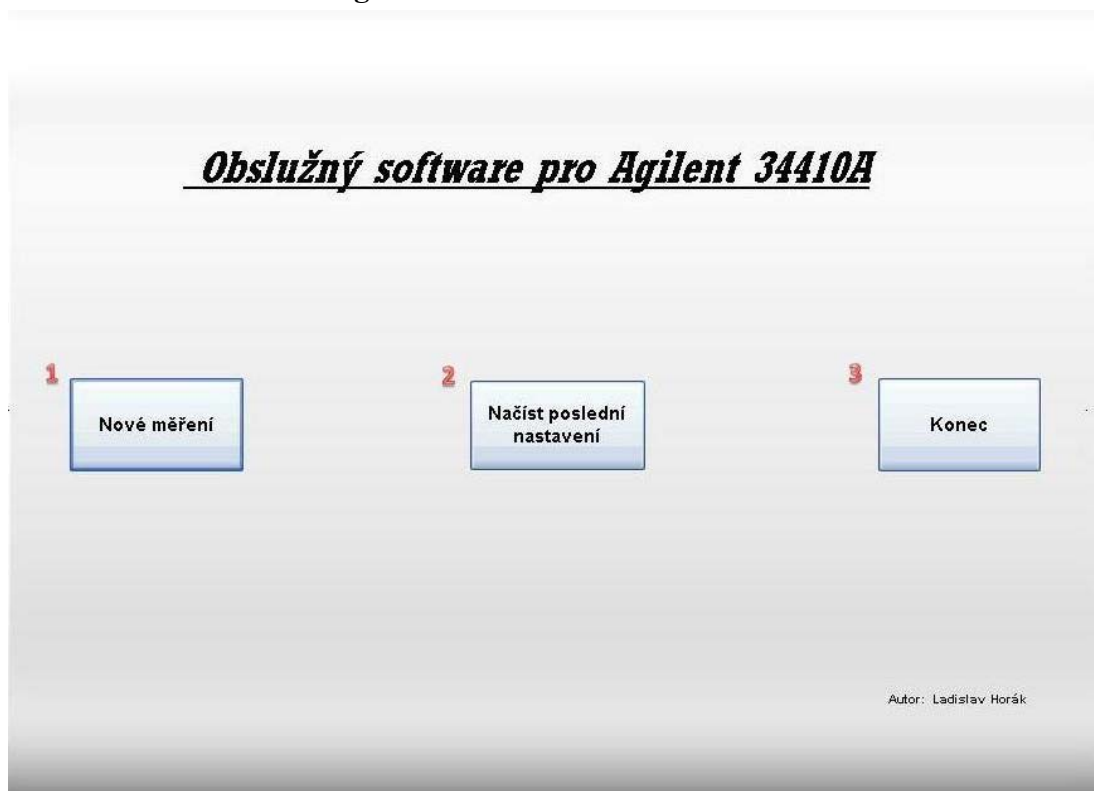 Obslužný software pro Agilent 34410A
1
Nové měření
2
Načíst poslední
nastavení
3
Konec
Autor: Ladislav Horák